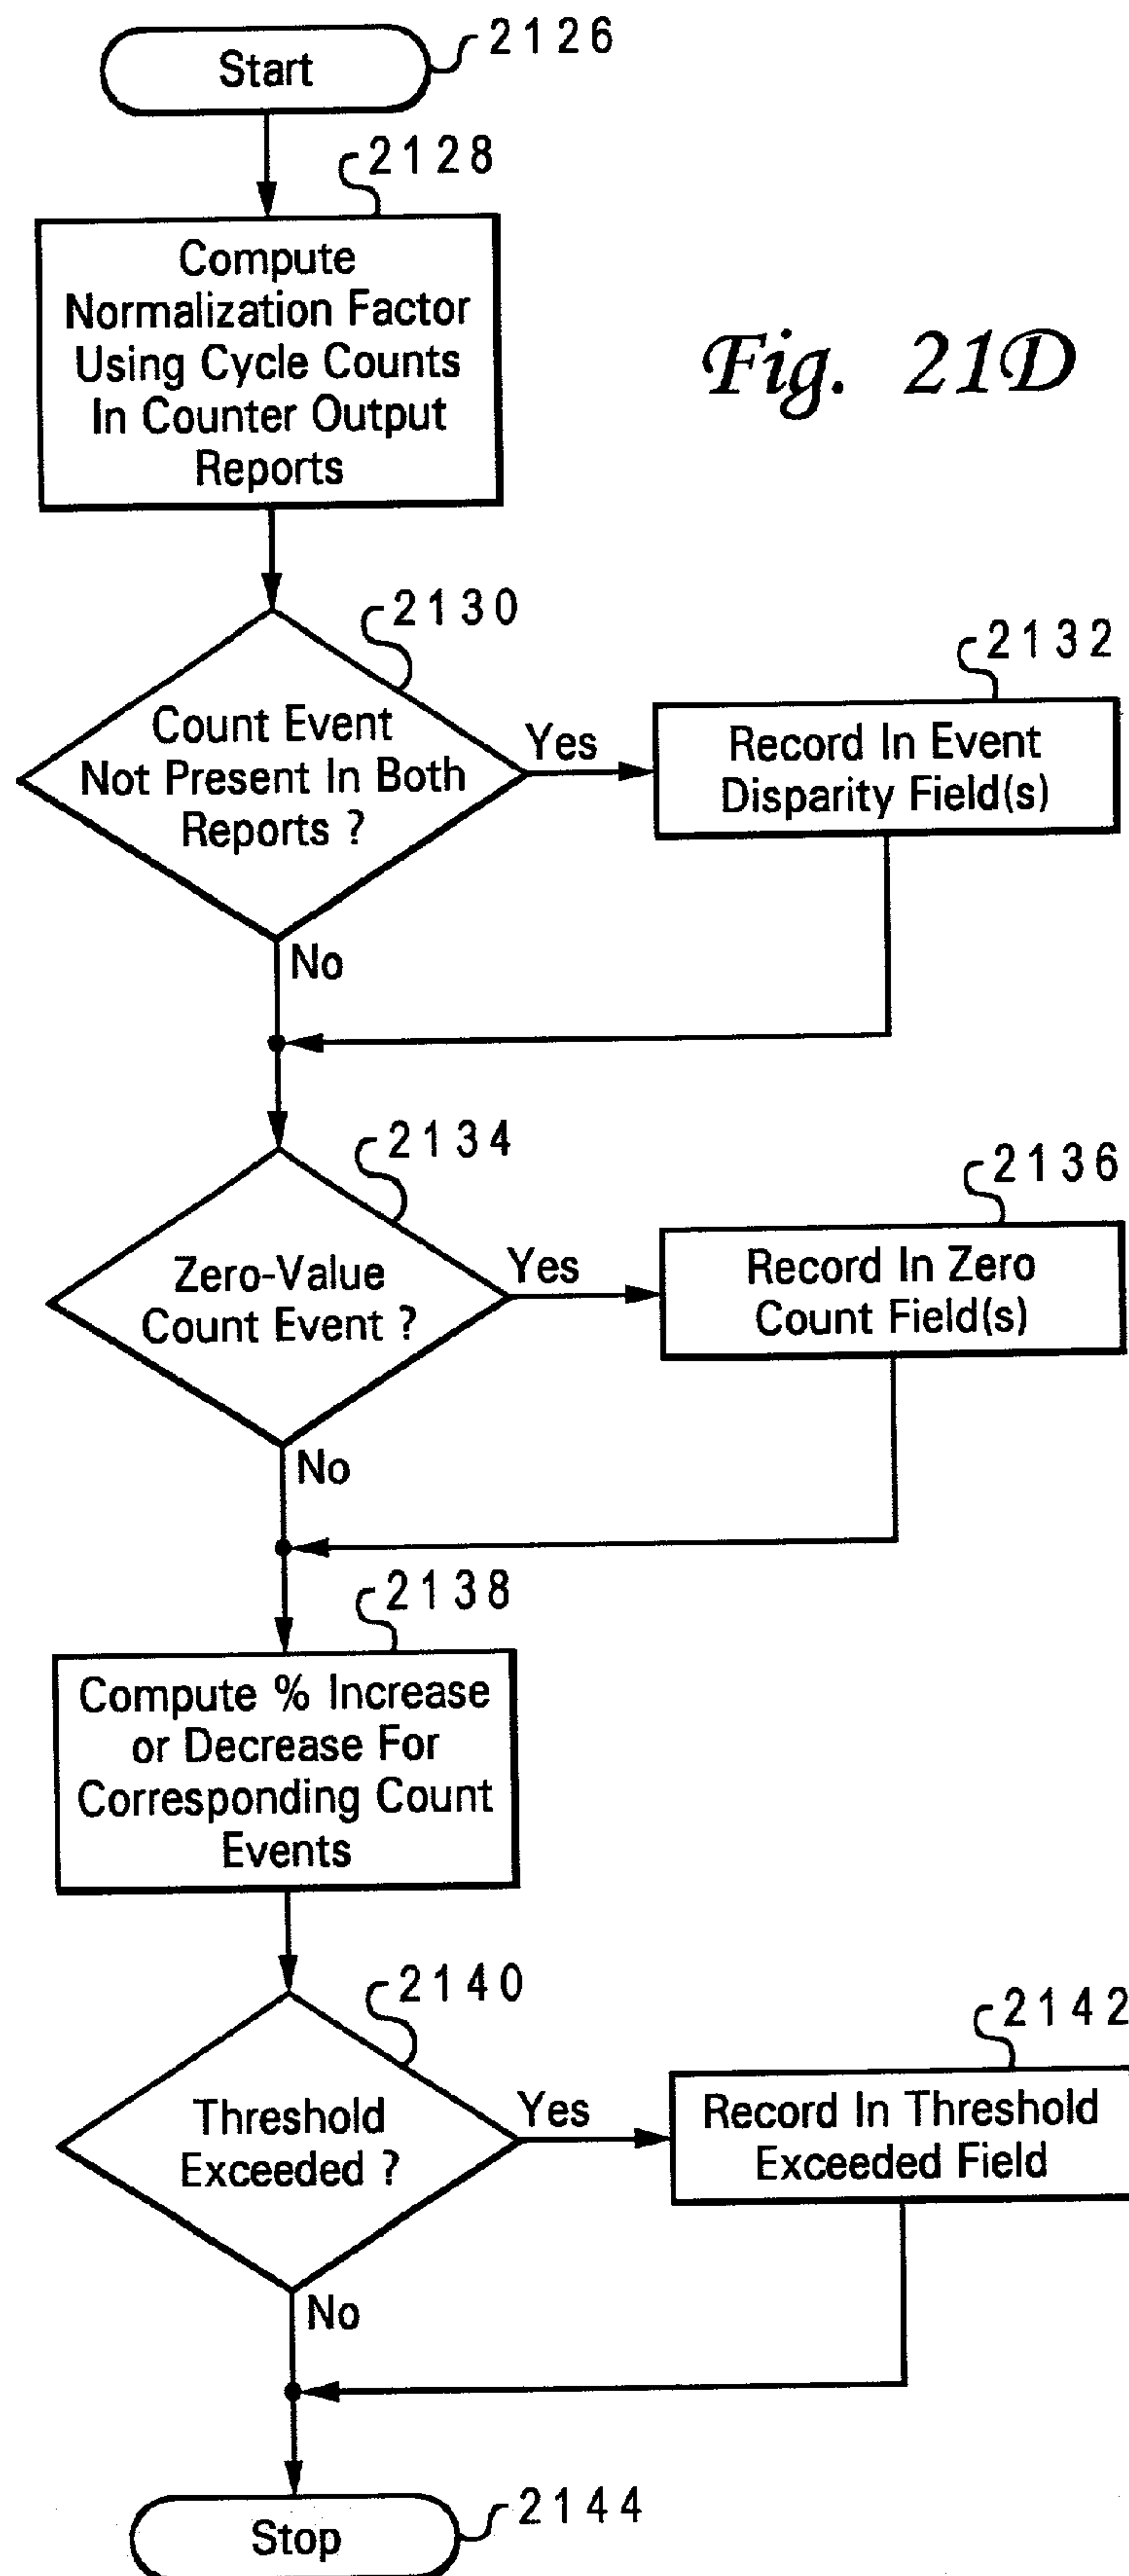 Start
2126
2128
Compute
Normalization Factor
Using Cycle Counts
In Counter Output
Reports
Fig. 21D
2130
Count Event
Not Present In Both
Reports ?
Yes
2132
Record In Event
Disparity Field(s)
No
2134
Zero-Value
Count Event ?
Yes
2136
Record In Zero
Count Field(s)
No
2138
Compute % Increase
or Decrease For
Corresponding Count
Events
2140
Threshold
Exceeded ?
Yes
2142
Record In Threshold
Exceeded Field
No
Stop
2144